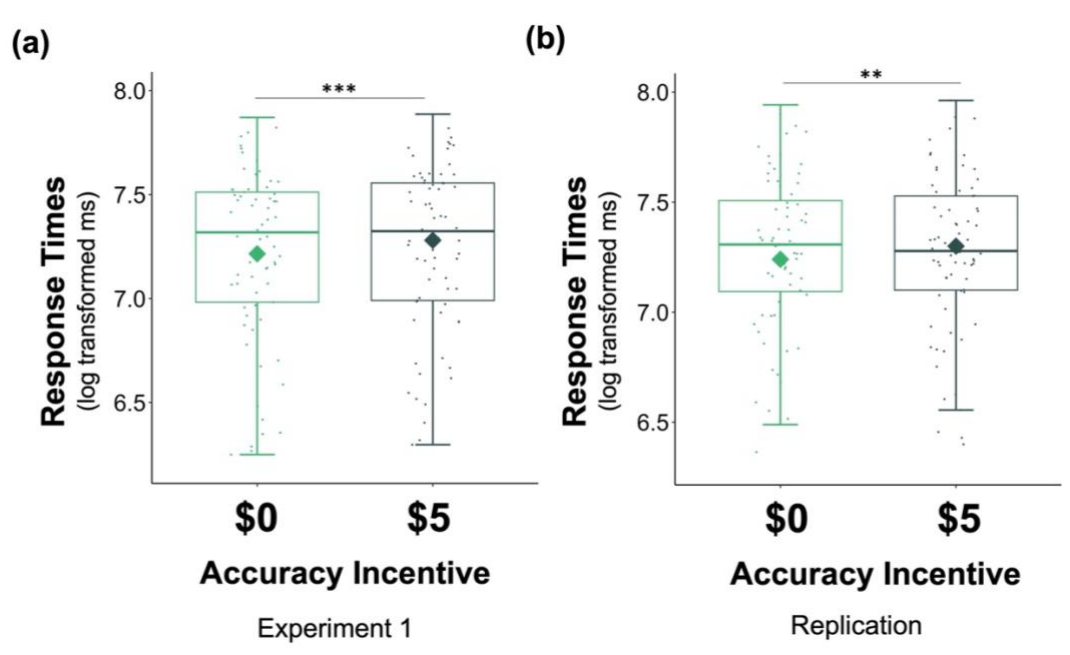 (a)
***
8.0
7.5
7.0
6.5
Response Times
(log transformed ms)
$0
$5
Accuracy Incentive
Experiment 1
(b)
**
8.0
7.5
7.0
6.5
Response Times
(log transformed ms)
$0
$5
Accuracy Incentive
Replication